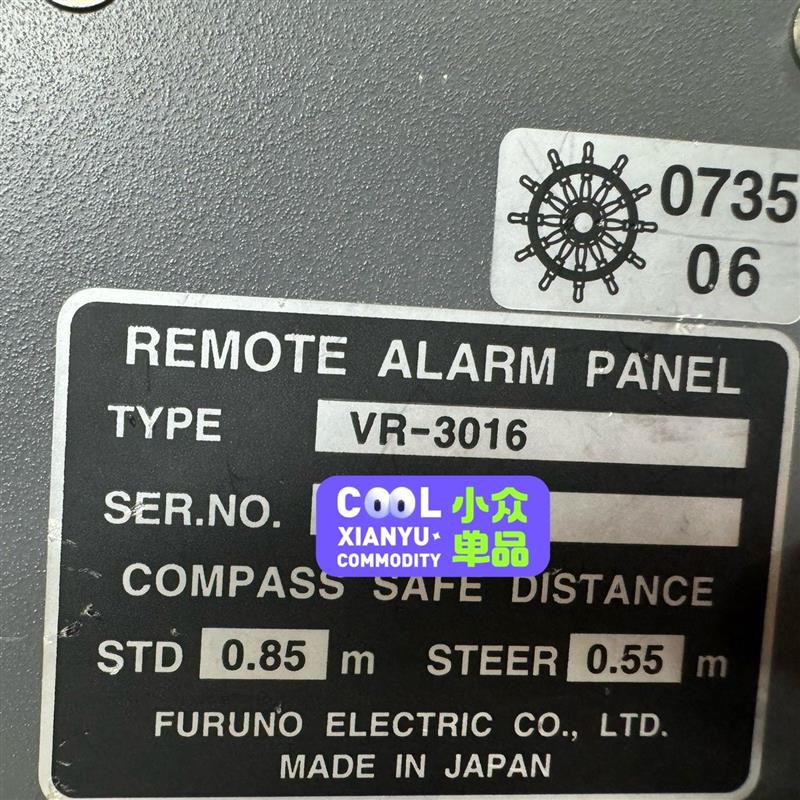 0735
06
REMOTE ALARM PANEL
TYPE VR-3016
SER.NO.
COOL 小众
XIANYU 单品
COMMODITY
COMPASS SAFE DISTANCE
STD 0.85 m STEER 0.55 m
FURUNO ELECTRIC CO., LTD.
MADE IN JAPAN